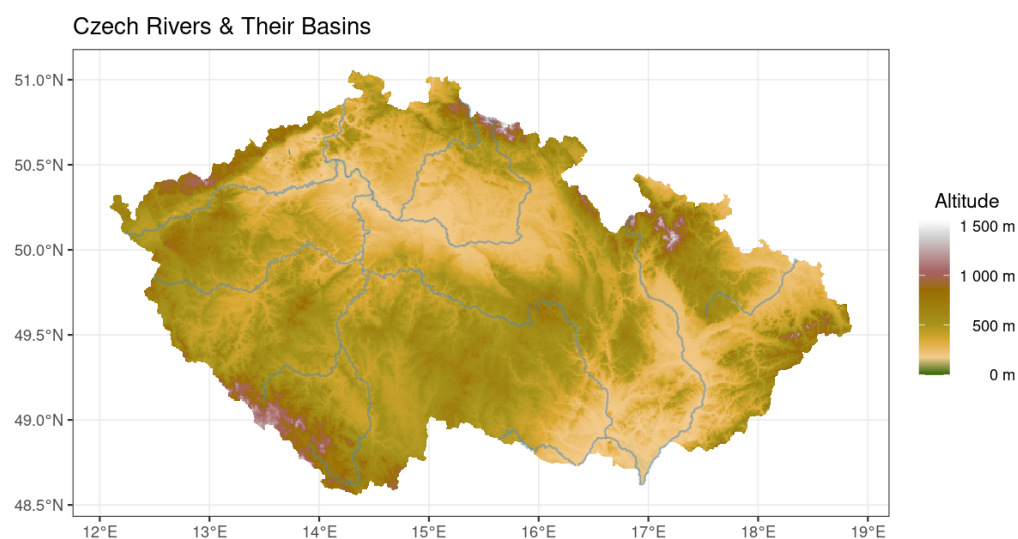 Czech Rivers & Their Basins
51.0°N
50.5°N
50.0°N
49.5°N
49.0°N
48.5°N
12°E 13°E 14°E 15°E 16°E 17°E 18°E 19°E
Altitude
1 500 m
1 000 m
500 m
0 m